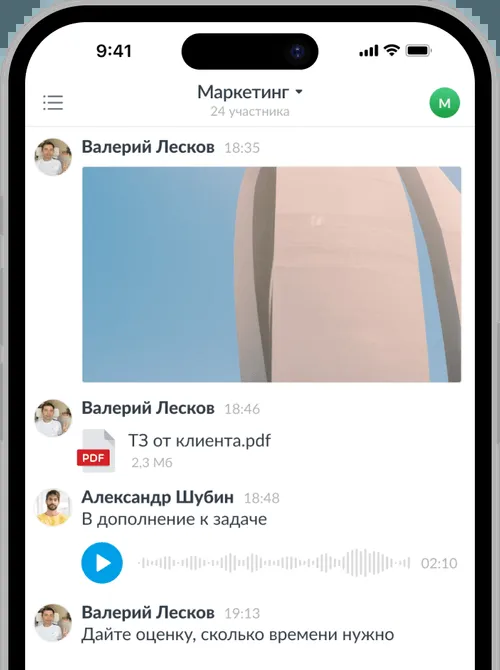 9:41
Маркетинг
24 участника
М
Валерий Лесков 18:35
Валерий Лесков 18:46
ТЗ от клиента.pdf
PDF
2,3 Мб
Александр Шубин 18:48
В дополнение к задаче
02:10
Валерий Лесков 19:13
Дайте оценку, сколько времени нужно